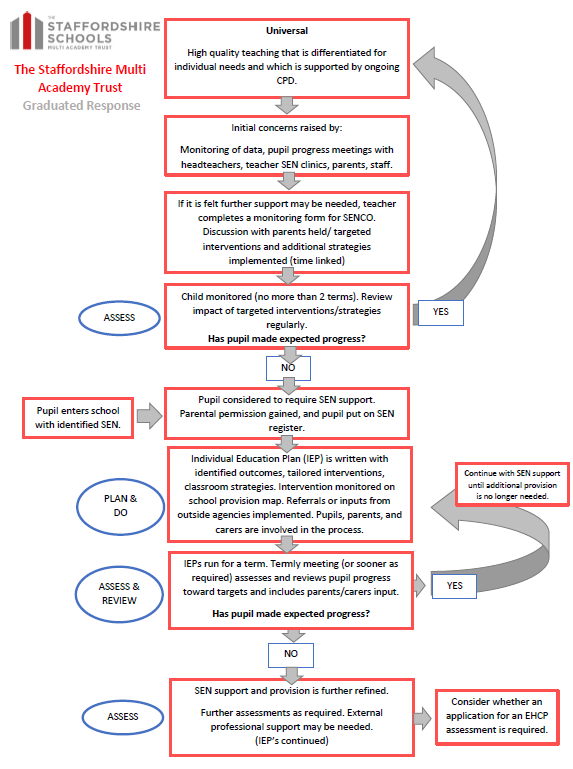 THE
STAFFORDSHIRE
SCHOOLS
MULTI ACADEMY TRUST
The Staffordshire Multi
Academy Trust
Graduated Response
Universal
High quality teaching that is differentiated for
individual needs and which is supported by ongoing
CPD.
Initial concerns raised by:
Monitoring of data, pupil progress meetings with
headteachers, teacher SEN clinics, parents, staff.
If it is felt further support may be needed, teacher
completes a monitoring form for SENCO.
Discussion with parents held/ targeted
interventions and additional strategies
implemented (time linked)
ASSESS
Child monitored (no more than 2 terms). Review
impact of targeted interventions/strategies
regularly.
Has pupil made expected progress?
YES
NO
Pupil enters school
with identified SEN.
Pupil considered to require SEN support.
Parental permission gained, and pupil put on SEN
register.
PLAN &
DO
Individual Education Plan (IEP) is written with
identified outcomes, tailored interventions,
classroom strategies. Intervention monitored on
school provision map. Referrals or inputs from
outside agencies implemented. Pupils, parents, and
carers are involved in the process.
Continue with SEN support
until additional provision
is no longer needed.
ASSESS &
REVIEW
IEPs run for a term. Termly meeting (or sooner as
required) assesses and reviews pupil progress
toward targets and includes parents/carers input.
Has pupil made expected progress?
YES
NO
ASSESS
SEN support and provision is further refined.
Further assessments as required. External
professional support may be needed.
(IEP's continued)
Consider whether an
application for an EHCP
assessment is required.